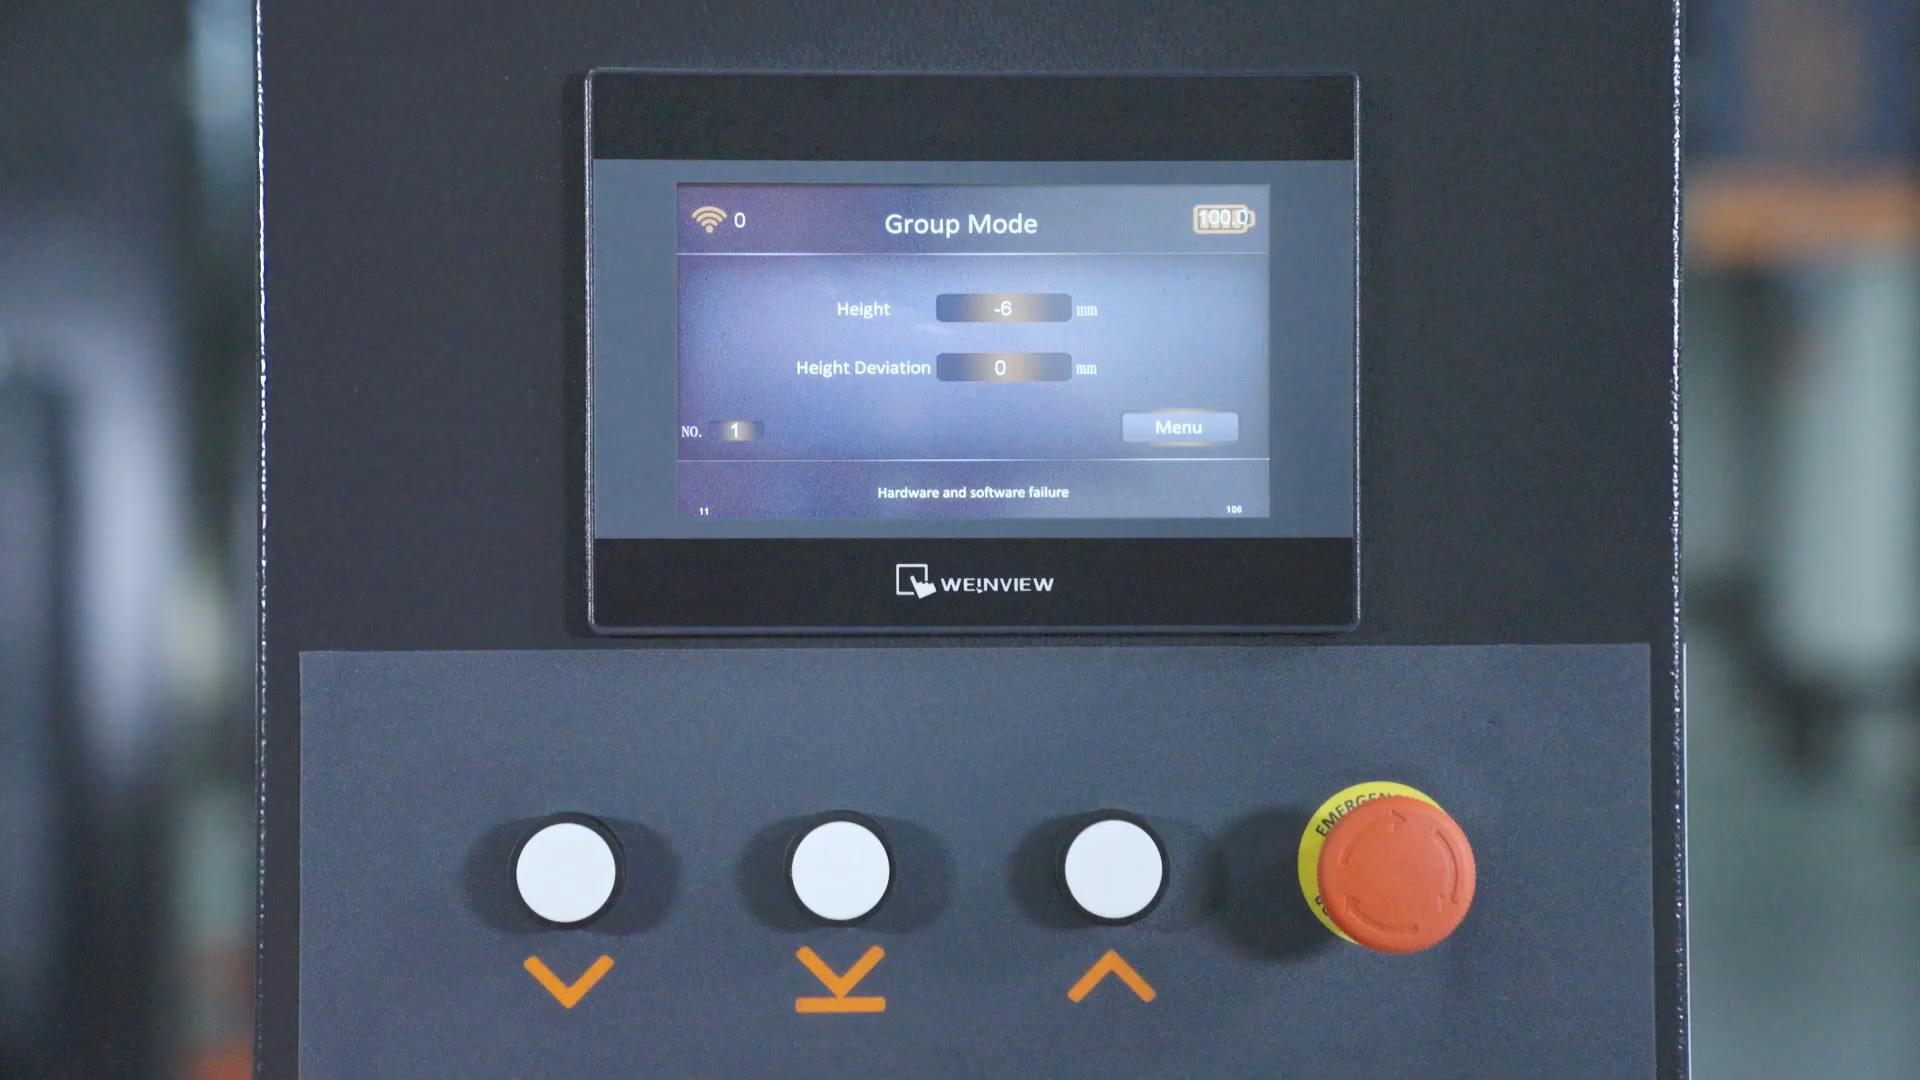 0
Group Mode
100.0
Height -6 mm
Height Deviation 0 mm
NO. 1
Menu
Hardware and software failure
11
106
WEINVIEW